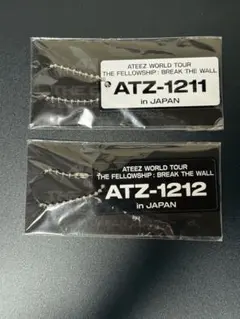 ATEEZ WORLD TOUR
THE FELLOWSHIP : BREAK THE WALL
ATZ-1211
in JAPAN
ATEEZ WORLD TOUR
THE FELLOWSHIP : BREAK THE WALL
ATZ-1212
in JAPAN